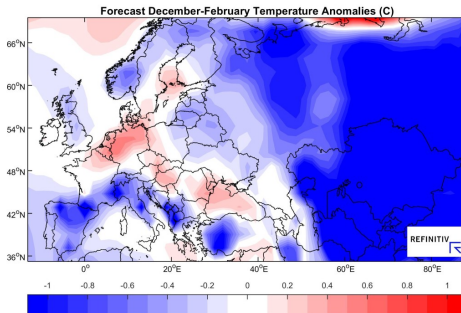 Forecast December-February Temperature Anomalies (C)
66°N
60°N
54°N
48°N
42°N
36°N
0°
20°E
40°E
60°E
80°E
REFINITIV
-1 -0.8 -0.6 -0.4 -0.2 0 0.2 0.4 0.6 0.8 1